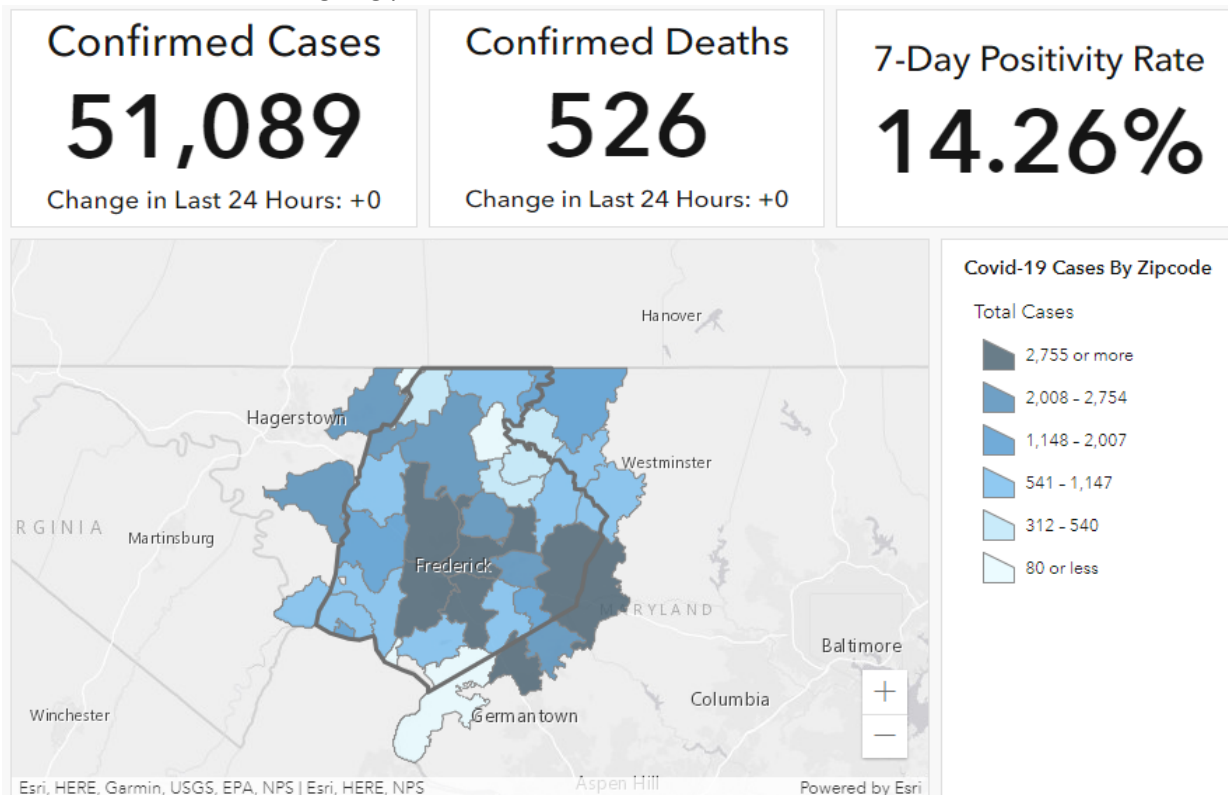 Confirmed Cases
51,089
Change in Last 24 Hours: +0
Confirmed Deaths
526
Change in Last 24 Hours: +0
7-Day Positivity Rate
14.26%
Hanover
Hagerstown
Westminster
RGINIA
Martinsburg
Frederick
MARYLAND
Baltimore
Columbia
Winchester
Germantown
Aspen Hill
+
−
Esri, HERE, Garmin, USGS, EPA, NPS | Esri, HERE, NPS
Powered by Esri
Covid-19 Cases By Zipcode
Total Cases
2,755 or more
2,008 - 2,754
1,148 - 2,007
541 - 1,147
312 - 540
80 or less